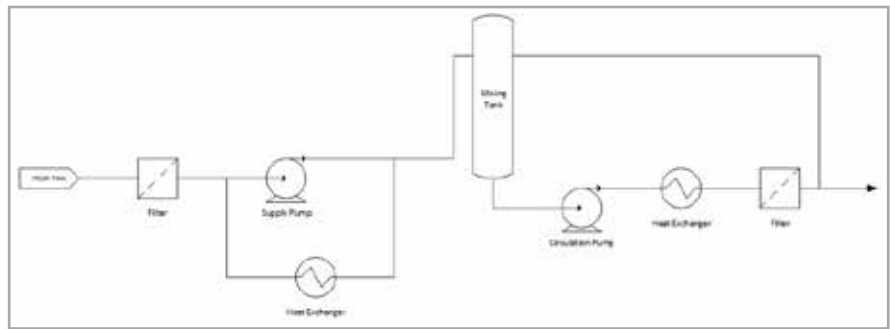 Mixing
Tank
Filter
Supply Pump
Heat Exchanger
Filter
Circulation Pump
Heat Exchanger